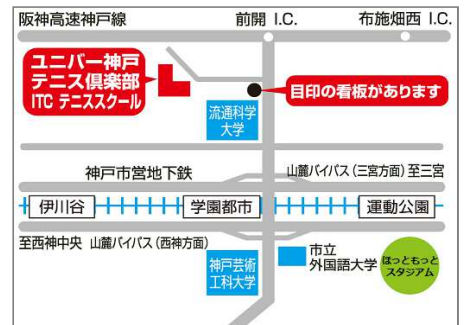 阪神高速神戸線
前開 I.C.
布施畑西 I.C.
ユニバー神戸
テニス倶楽部
ITC テニススクール
目印の看板があります
流通科学
大学
神戸市営地下鉄
山麓バイパス（三宮方面）至三宮
伊川谷
学園都市
運動公園
至西神中央 山麓バイパス（西神方面）
神戸芸術
工科大学
市立
外国語大学
ほっともっと
スタジアム